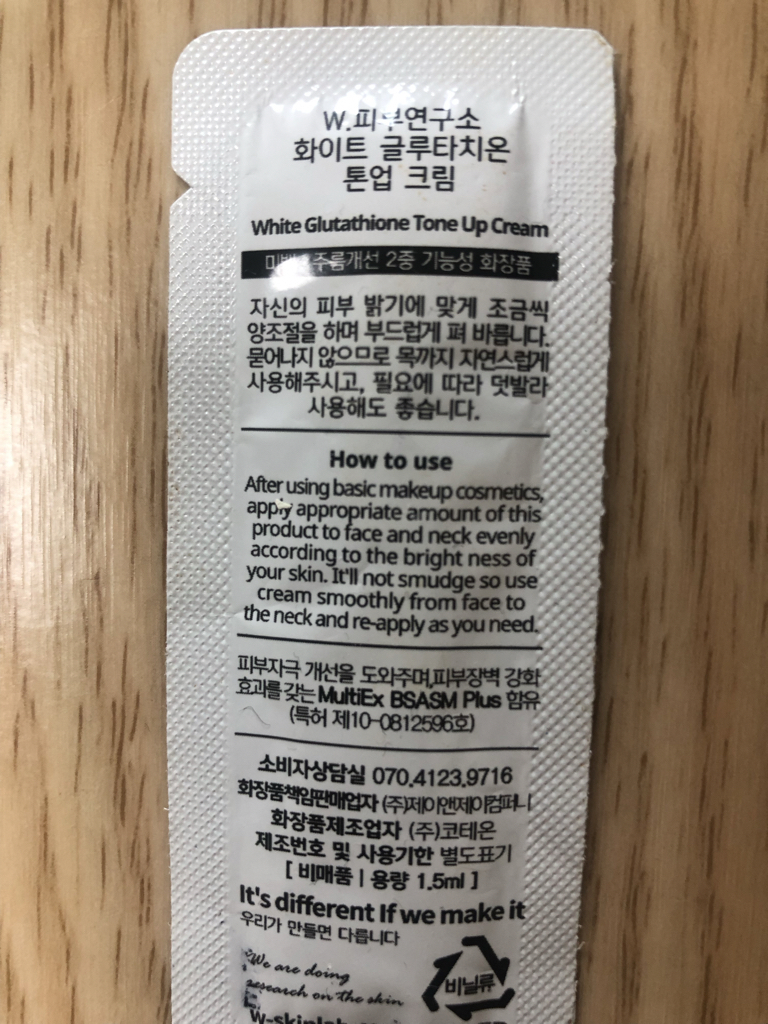 W.피부연구소
화이트 글루타치온
톤업 크림
White Glutathione Tone Up Cream
주름개선 2중 기능성 화장품
자신의 피부 밝기에 맞게 조금씩
양조절을 하며 부드럽게 펴 바릅니다.
묻어나지 않으므로 목까지 자연스럽게
사용해주시고, 필요에 따라 덧발라
사용해도 좋습니다.
How to use
After using basic makeup cosmetics,
apply appropriate amount of this
product to face and neck evenly
according to the bright ness of
your skin. It'll not smudge so use
cream smoothly from face to
the neck and re-apply as you need.
피부자극 개선을 도와주며,피부장벽 강화
효과를 갖는 MultiEx BSASM Plus 함유
(특허 제10-0812596호)
소비자상담실 070.4123.9716
화장품책임판매업자 (주)제이앤제이컴퍼니
화장품제조업자 (주)코테온
제조번호 및 사용기한 별도표기
[ 비매품 | 용량 1.5ml ]
It's different If we make it
우리가 만들면 다릅니다
We are doing
research on the skin
비닐류